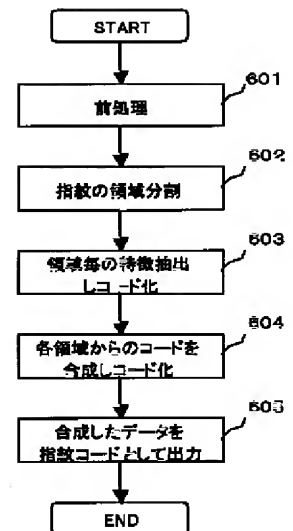 START
601
前処理
602
指紋の領域分割
603
領域毎の特徴抽出
しコード化
604
各領域からのコードを
合成しコード化
605
合成したデータを
指紋コードとして出力
END